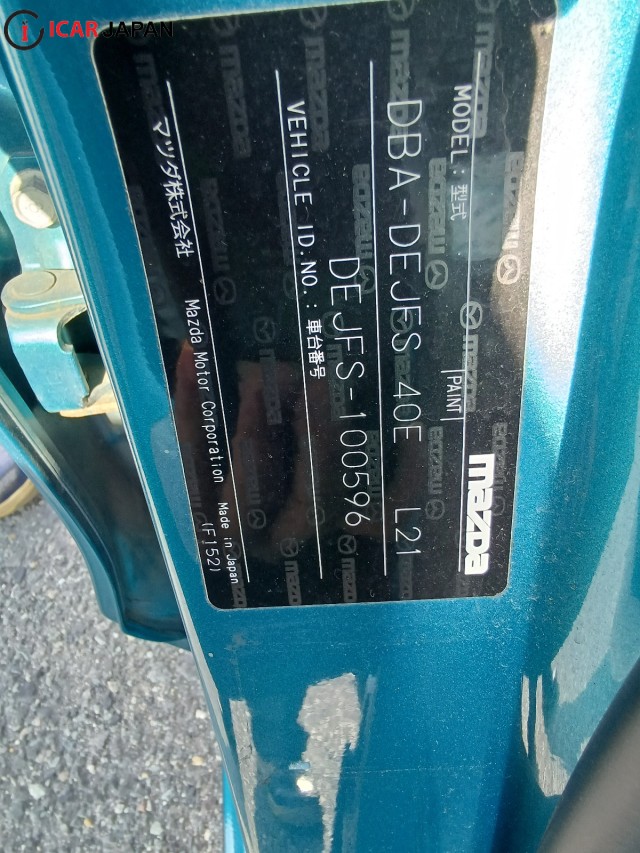 ICAR JAPAN
mazda
MODEL: 型式
PAINT
DBA-DEJFS 40E L21
VEHICLE ID.NO.: 車台番号
DEJFS-100596
マツダ株式会社 Mazda Motor Corporation Made in Japan
(F152)